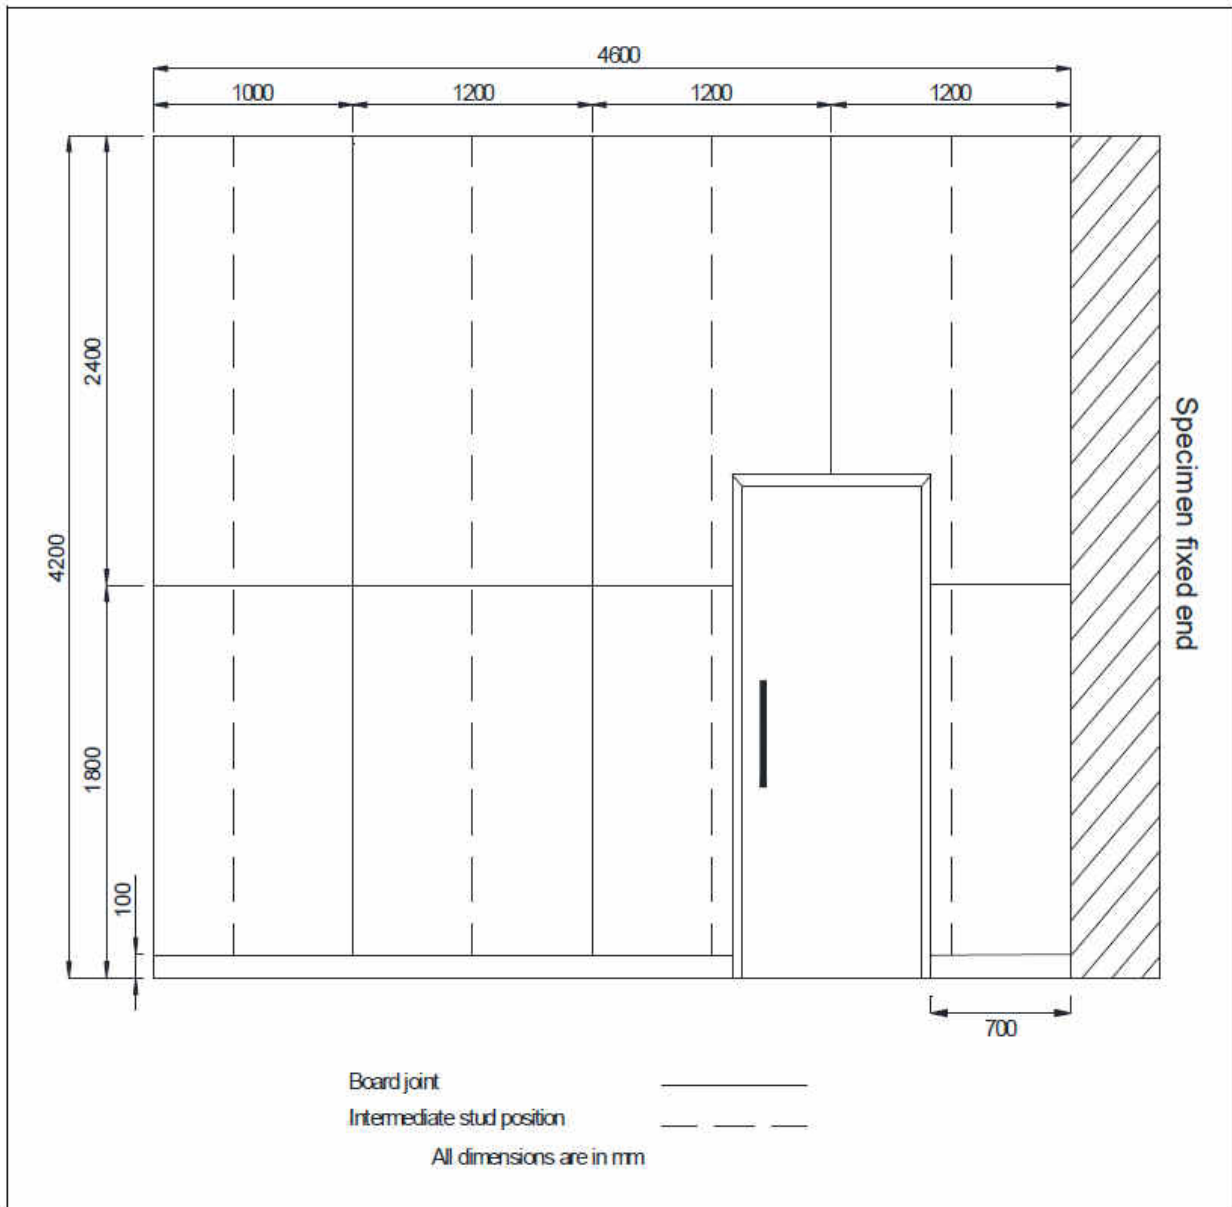 4600
1000
1200
1200
1200
2400
4200
1800
100
700
Specimen fixed end
Board joint
Intermediate stud position
All dimensions are in mm